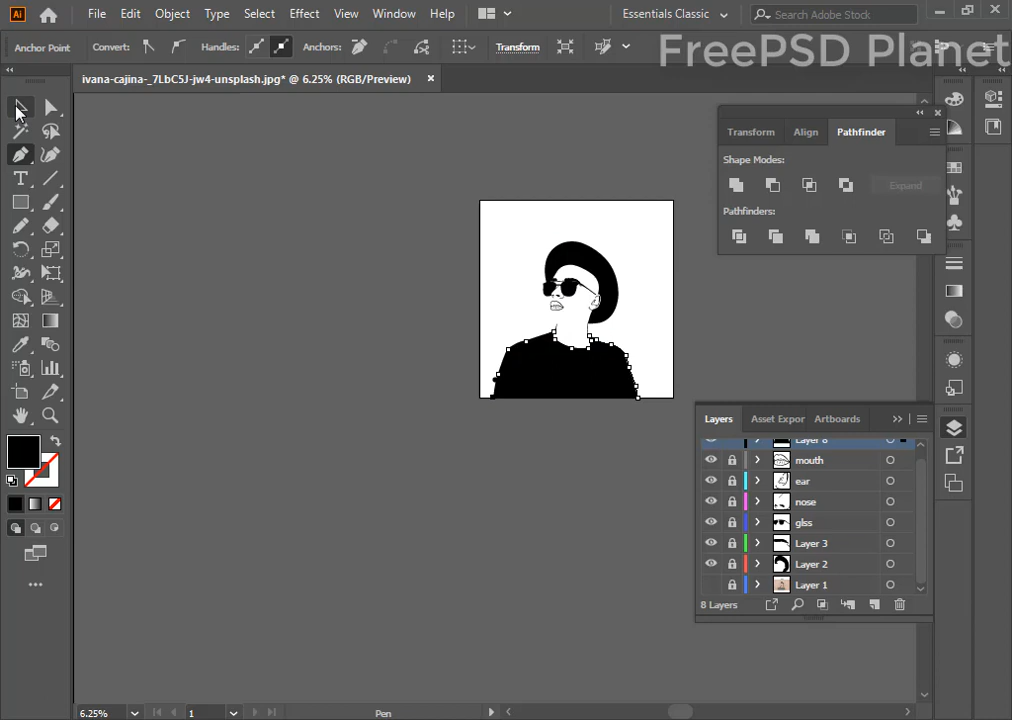 Ai File Edit Object Type Select Effect View Window Help Essentials Classic Search Adobe Stock
Anchor Point Convert: Handles: Anchors: Transform
FreePSD Planet
ivana-cajina-_7LbC5J-jw4-unsplash.jpg* @ 6.25% (RGB/Preview)
Transform Align Pathfinder
Shape Modes:
Expand
Pathfinders:
Layers Asset Expor Artboards
Layer 8
mouth
ear
nose
glss
Layer 3
Layer 2
Layer 1
8 Layers
6.25% 1 Pen